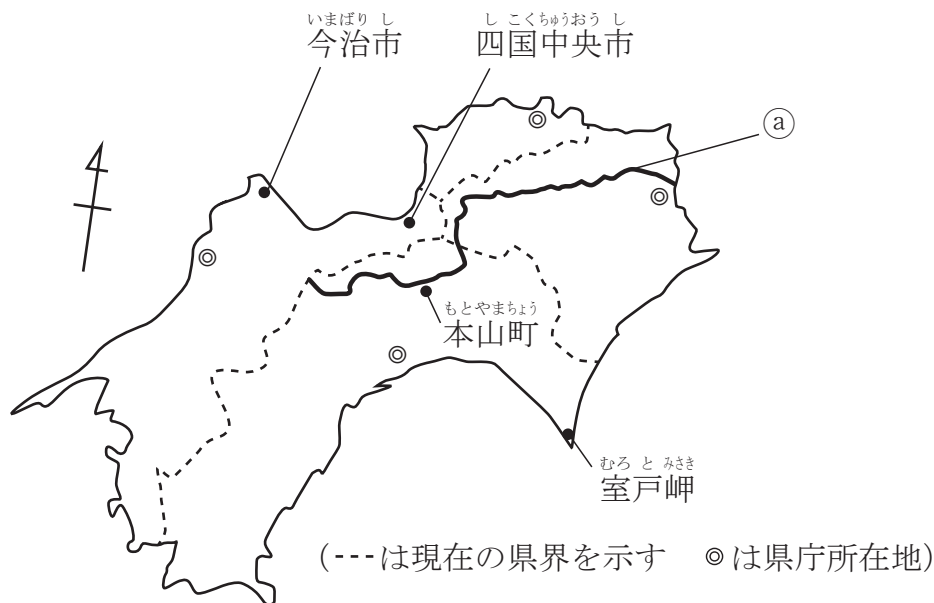 いまばり し
今治市
し こくちゅうおう し
四国中央市
ⓐ
もとやまちょう
本山町
むろ と みさき
室戸岬
(---は現在の県界を示す ◎は県庁所在地)